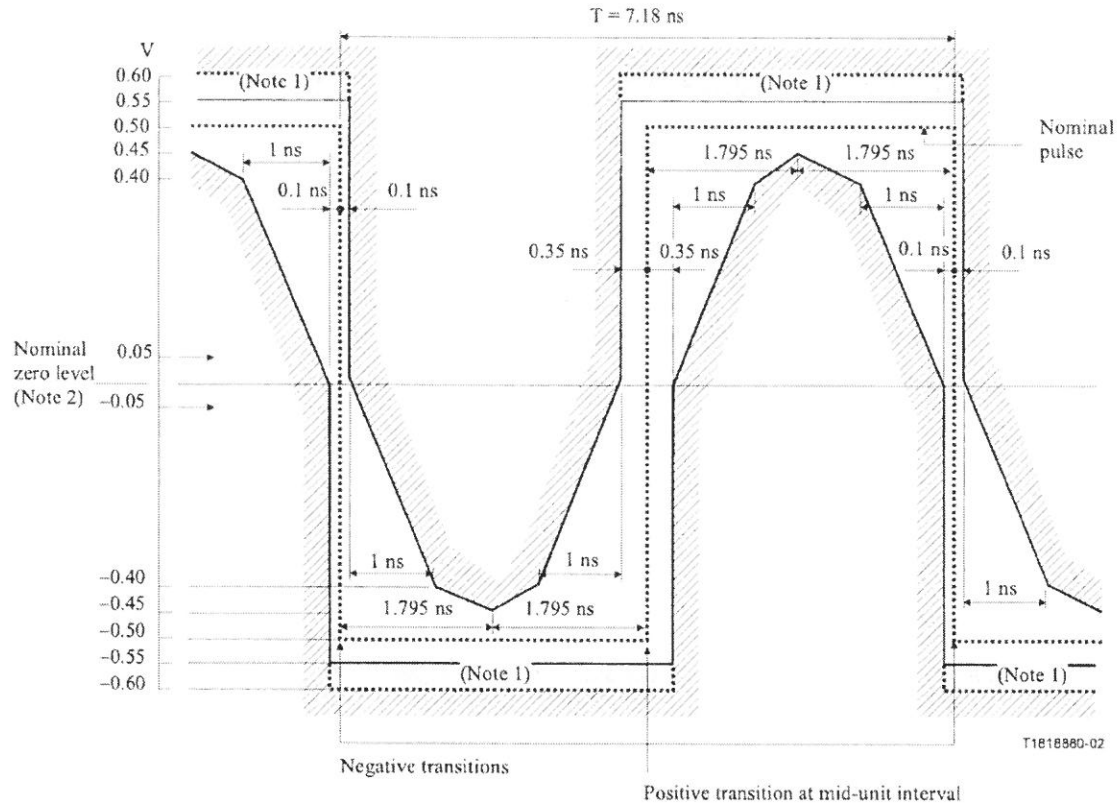 T = 7.18 ns
V
0.60
(Note 1)
(Note 1)
0.55
0.50
Nominal
pulse
0.45
1 ns
1.795 ns
1.795 ns
0.40
0.1 ns
0.1 ns
1 ns
1 ns
0.35 ns
0.35 ns
0.1 ns
0.1 ns
Nominal
zero level
(Note 2)
0.05
−0.05
1 ns
1 ns
1 ns
−0.40
−0.45
1.795 ns
1.795 ns
−0.50
−0.55
(Note 1)
(Note 1)
−0.60
T1818880-02
Negative transitions
Positive transition at mid-unit interval